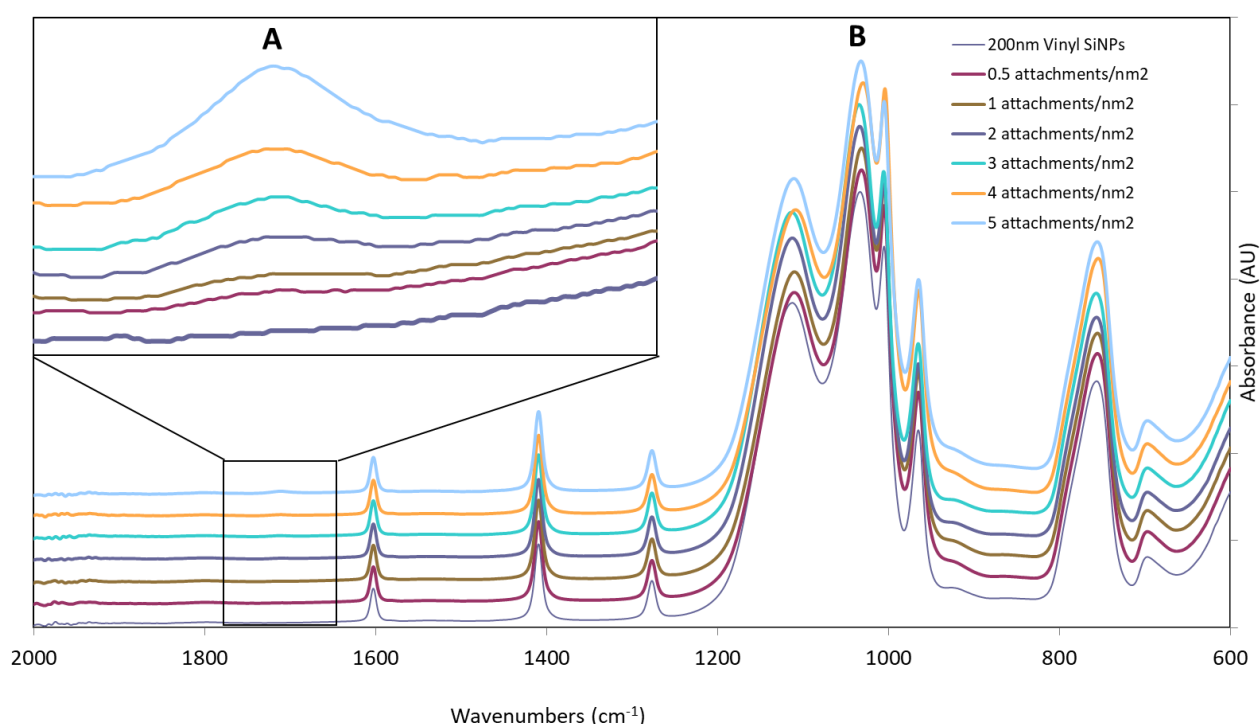 A
B
200nm Vinyl SiNPs
0.5 attachments/nm2
1 attachments/nm2
2 attachments/nm2
3 attachments/nm2
4 attachments/nm2
5 attachments/nm2
Absorbance (AU)
2000 1800 1600 1400 1200 1000 800 600
Wavenumbers (cm⁻¹)